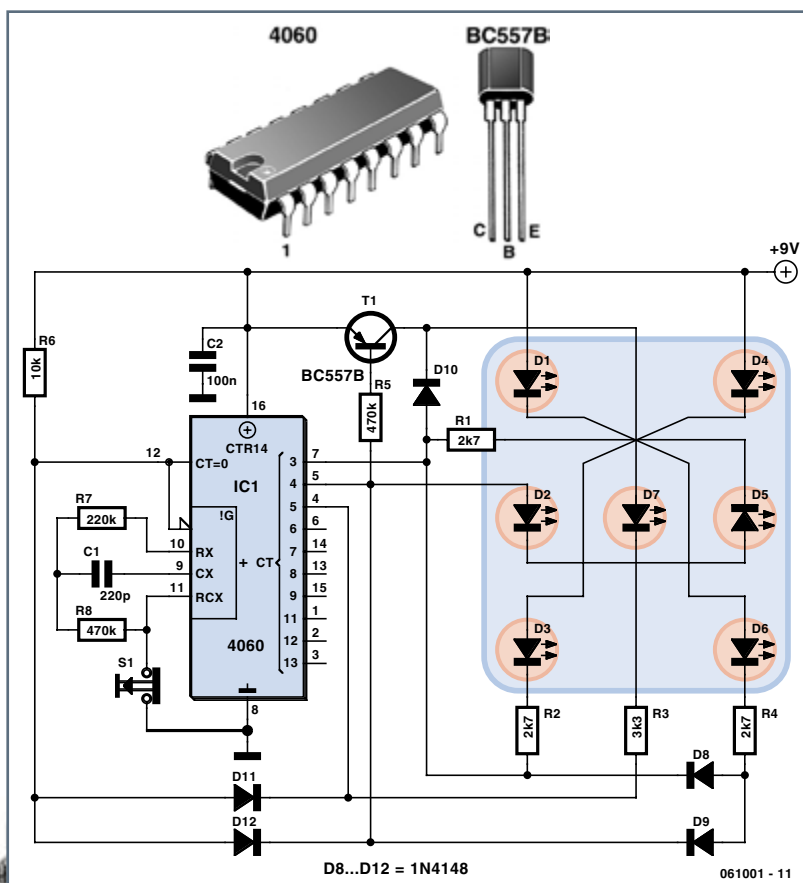 4060
BC557B
1
C
B
E
+9V
T1
R6
10k
C2
100n
BC557B
D10
D1
D4
R5
470k
R1
2k7
16
CTR14
12
CT=0
IC1
3
7
4
5
5
4
6
6
7
14
8
13
9
15
11
1
12
2
13
3
!G
+
CT
D2
D7
D5
R7
220k
10
RX
C1
9
CX
220p
11
RCX
R8
470k
4060
D3
D6
S1
8
R2
2k7
R3
3k3
R4
2k7
D8
D11
D12
D9
D8...D12 = 1N4148
061001 - 11